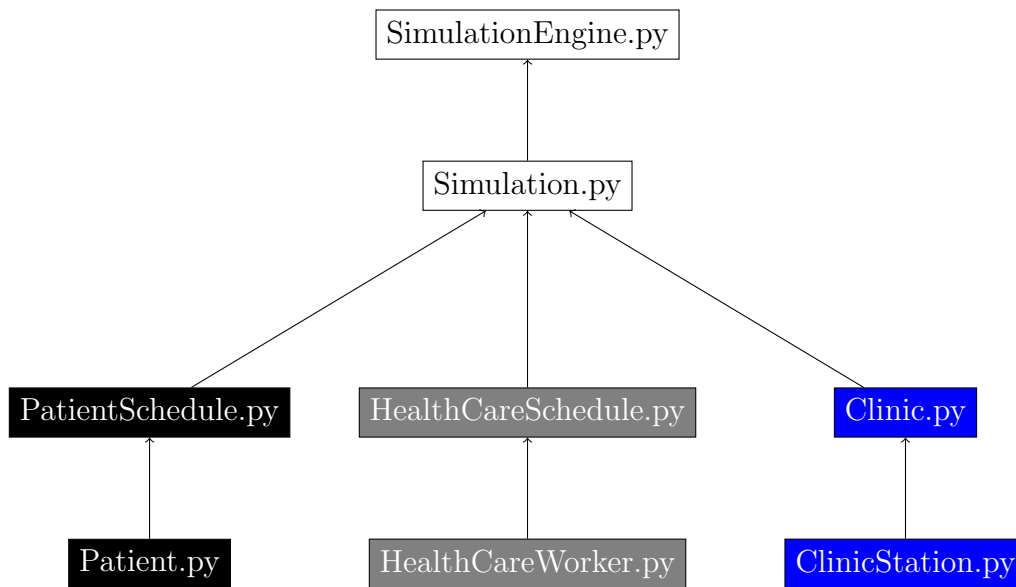 SimulationEngine.py
Simulation.py
PatientSchedule.py
HealthCareSchedule.py
Clinic.py
Patient.py
HealthCareWorker.py
ClinicStation.py